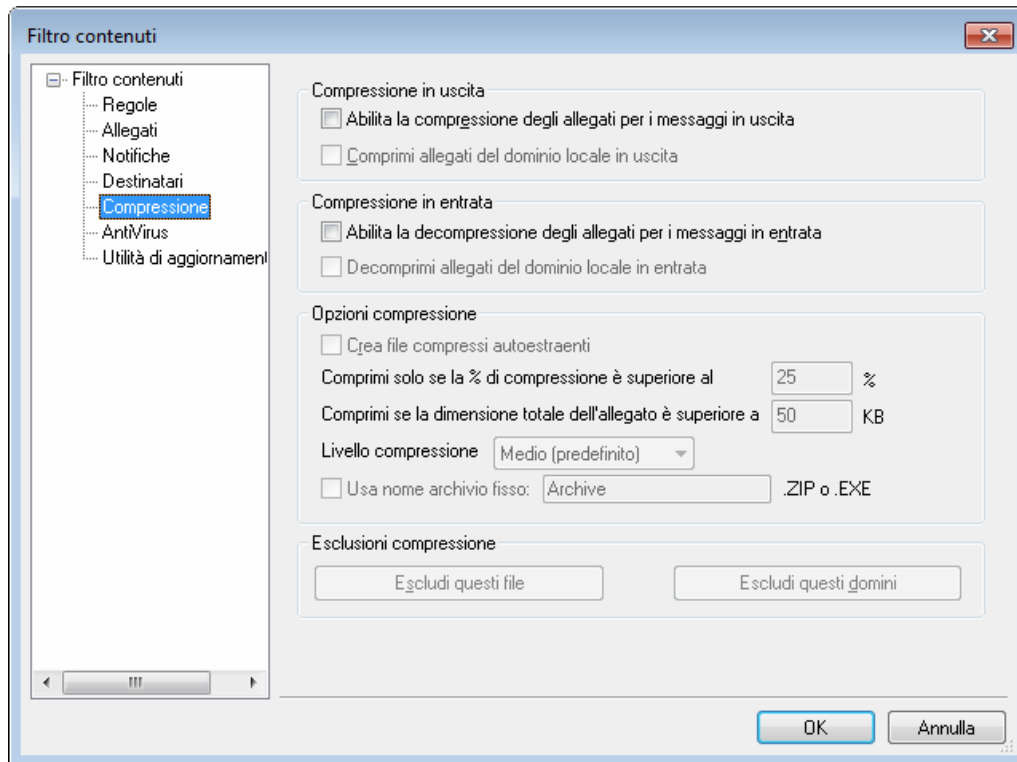 Filtro contenuti
Filtro contenuti
Regole
Allegati
Notifiche
Destinatari
Compressione
AntiVirus
Utilità di aggiornament
Compressione in uscita
Abilita la compressione degli allegati per i messaggi in uscita
Comprimi allegati del dominio locale in uscita
Compressione in entrata
Abilita la decompressione degli allegati per i messaggi in entrata
Decomprimi allegati del dominio locale in entrata
Opzioni compressione
Crea file compressi autoestraenti
Comprimi solo se la % di compressione è superiore al 25 %
Comprimi se la dimensione totale dell'allegato è superiore a 50 KB
Livello compressione Medio (predefinito)
Usa nome archivio fisso: Archive .ZIP o .EXE
Esclusioni compressione
Escludi questi file Escludi questi domini
OK Annulla